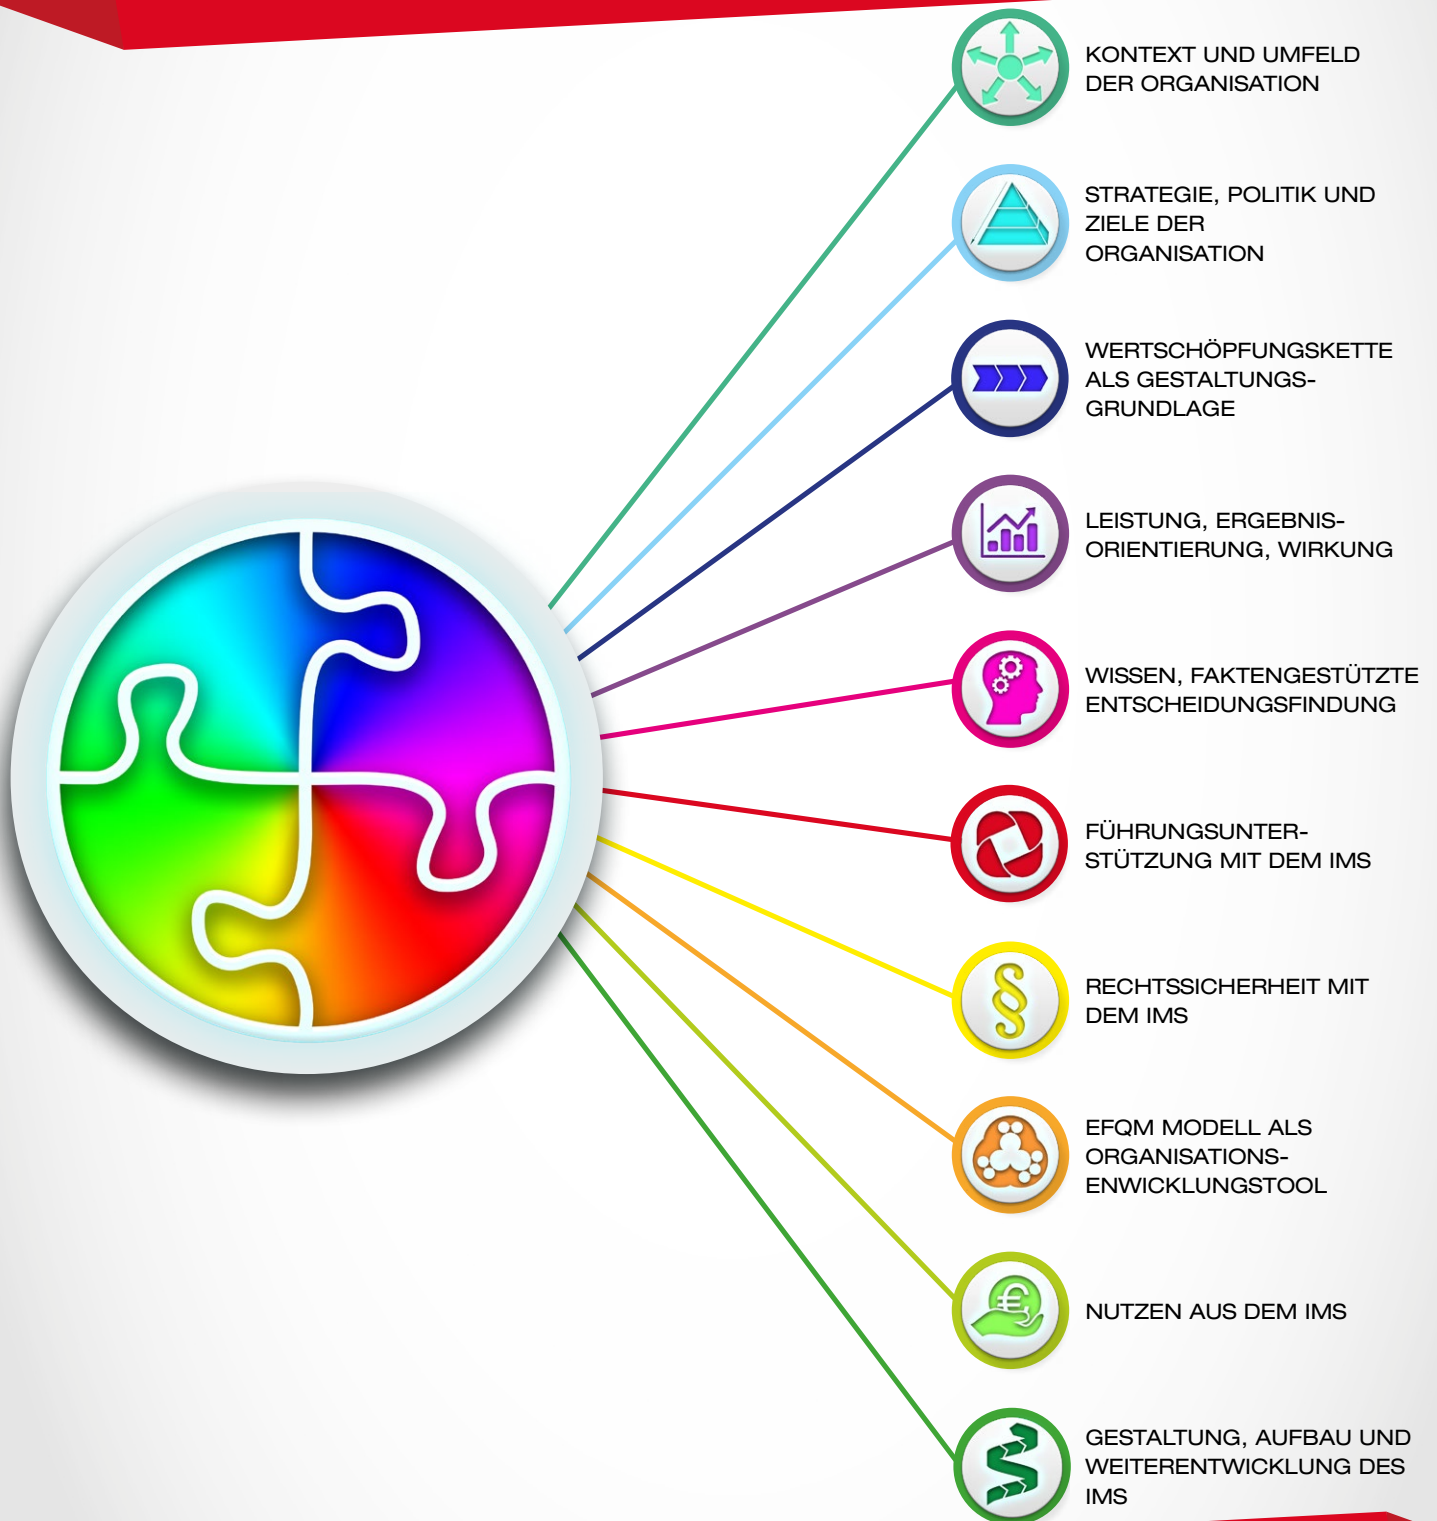 KONTEXT UND UMFELD
DER ORGANISATION
STRATEGIE, POLITIK UND
ZIELE DER
ORGANISATION
WERTSCHÖPFUNGSKETTE
ALS GESTALTUNGS-
GRUNDLAGE
LEISTUNG, ERGEBNIS-
ORIENTIERUNG, WIRKUNG
WISSEN, FAKTENGESTÜTZTE
ENTSCHEIDUNGSFINDUNG
FÜHRUNGSUNTER-
STÜTZUNG MIT DEM IMS
§
RECHTSSICHERHEIT MIT
DEM IMS
EFQM MODELL ALS
ORGANISATIONS-
ENWICKLUNGSTOOL
€
NUTZEN AUS DEM IMS
GESTALTUNG, AUFBAU UND
WEITERENTWICKLUNG DES
IMS